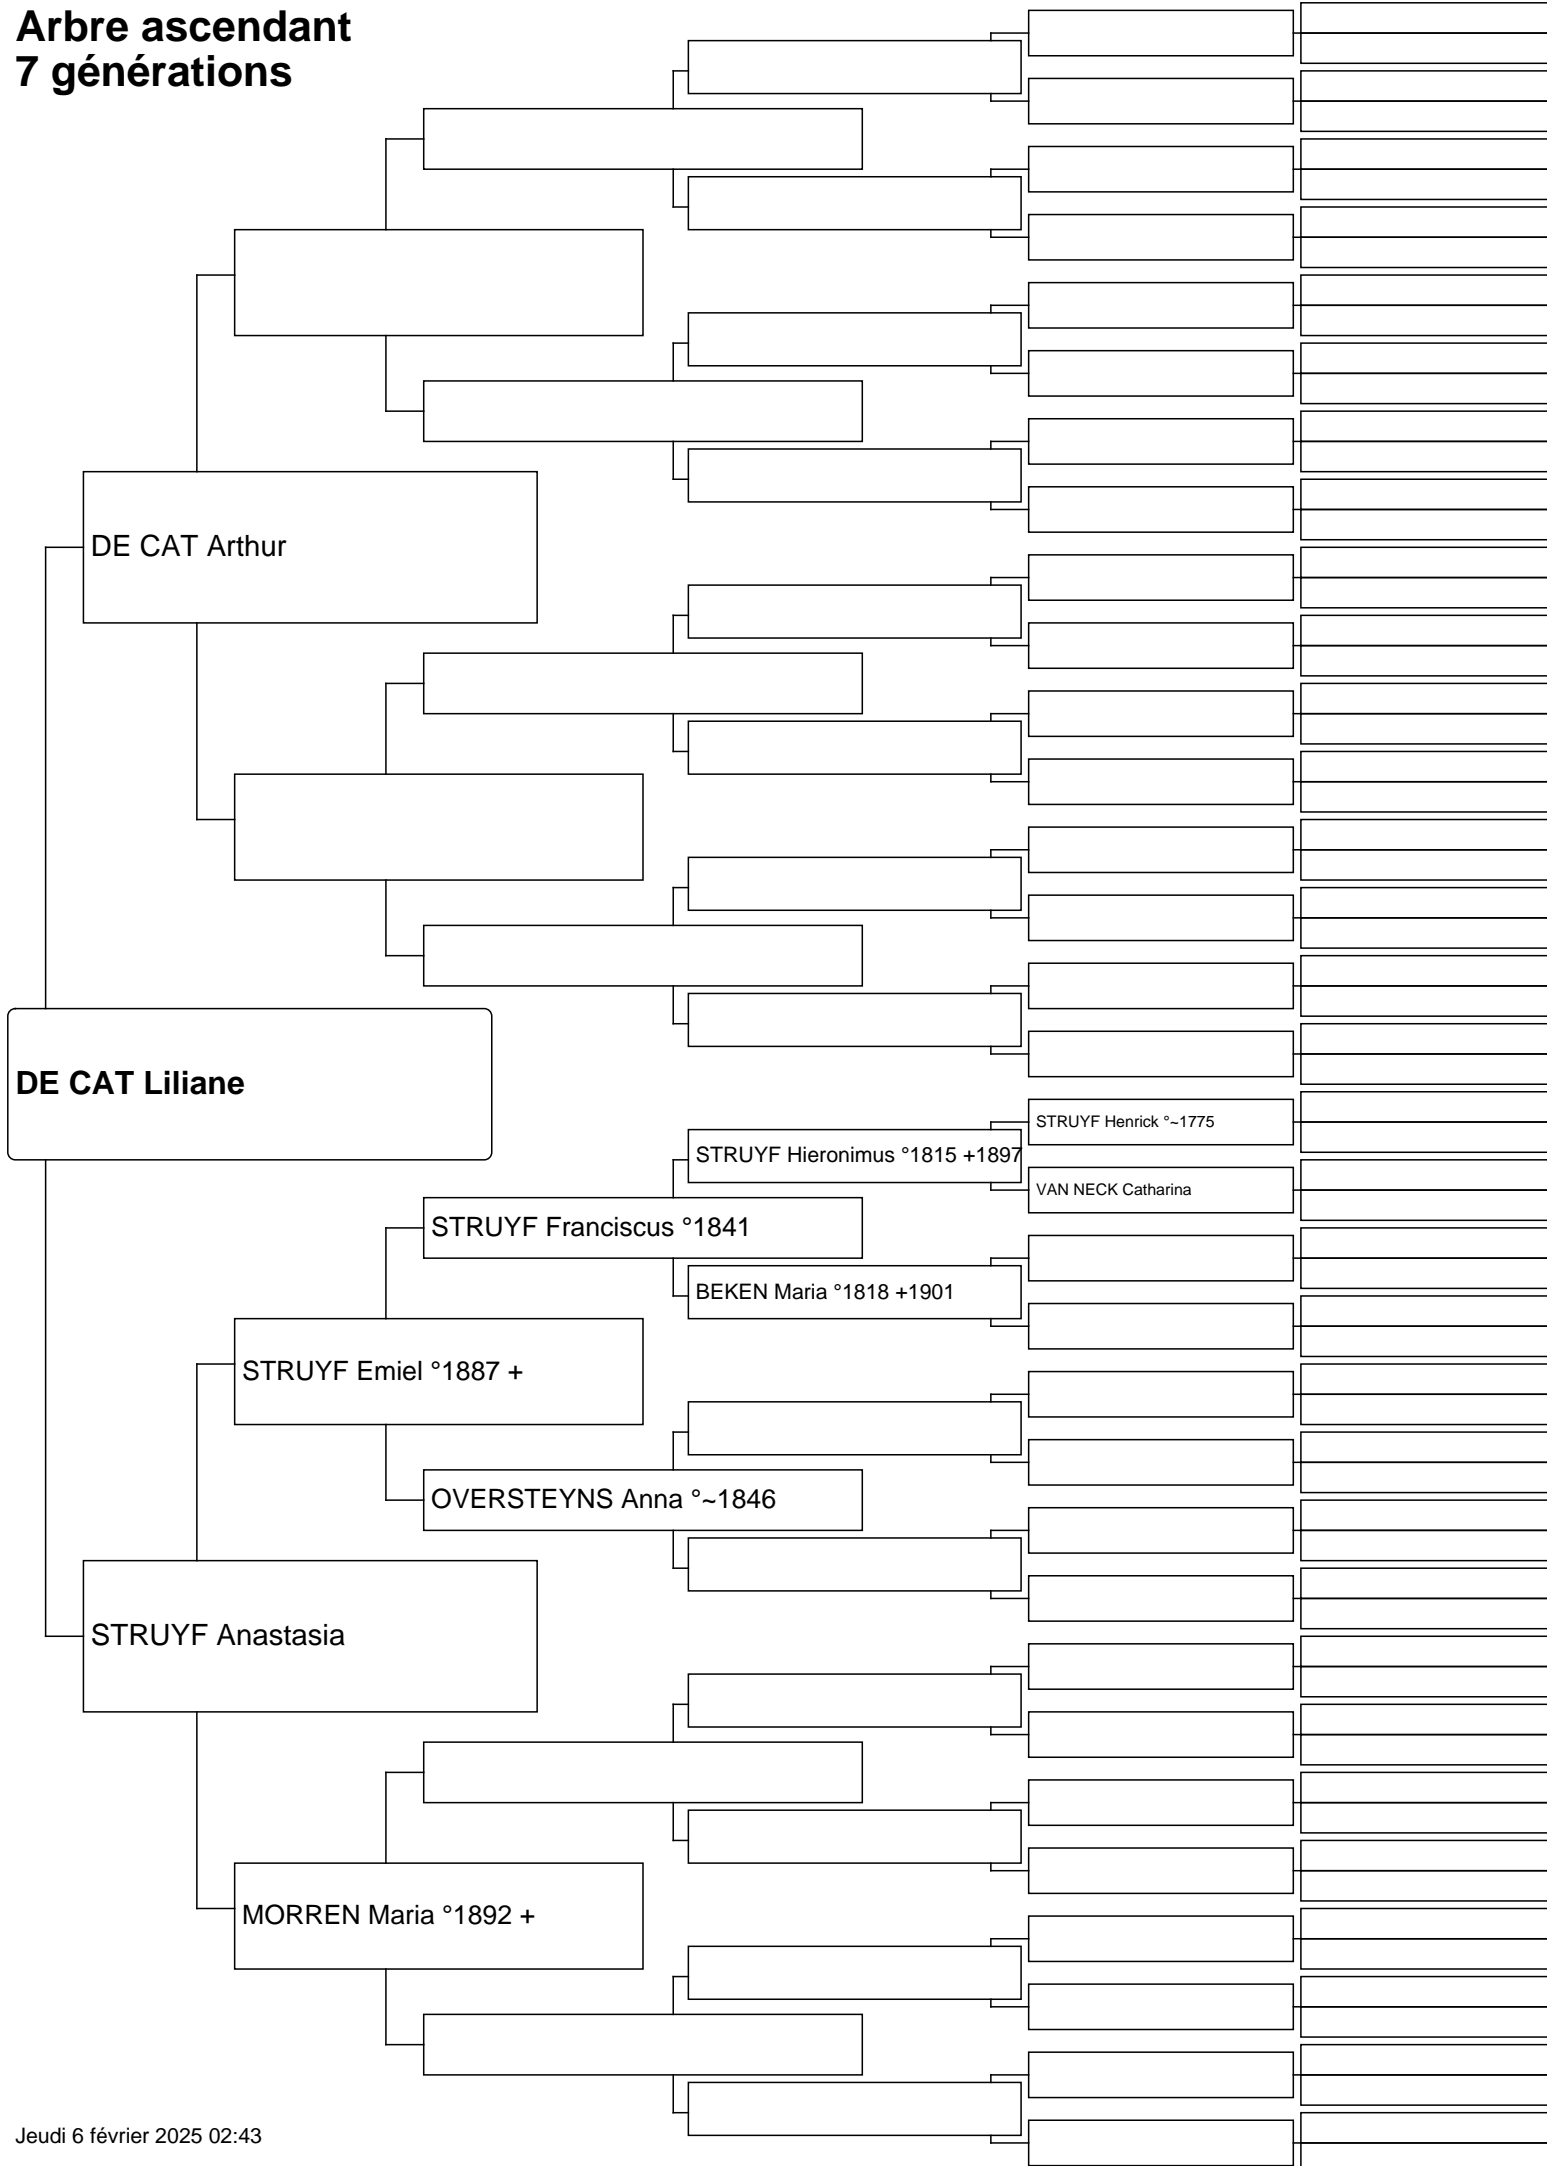 Arbre ascendant
7 générations
DE CAT Arthur
DE CAT Liliane
STRUYF Henrick °~1775
STRUYF Hieronimus °1815 +1897
VAN NECK Catharina
STRUYF Franciscus °1841
BEKEN Maria °1818 +1901
STRUYF Emiel °1887 +
OVERSTEYNS Anna °~1846
STRUYF Anastasia
MORREN Maria °1892 +
Jeudi 6 février 2025 02:43